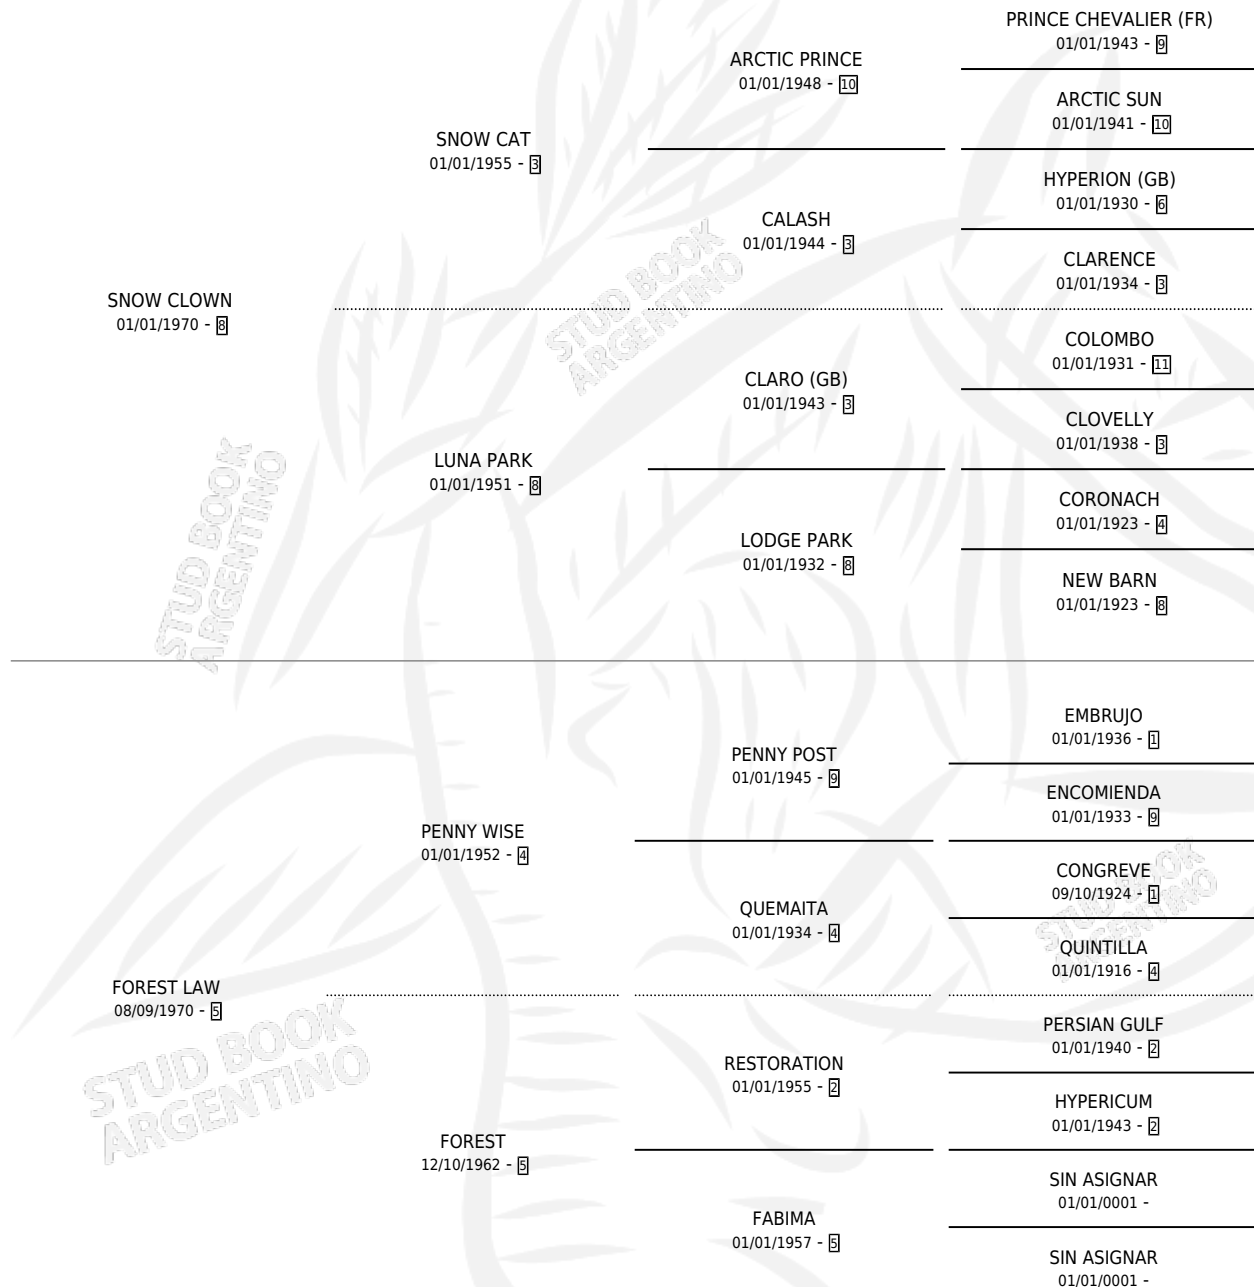 PRINCE CHEVALIER (FR)
01/01/1943 - 9
ARCTIC PRINCE
01/01/1948 - 10
ARCTIC SUN
01/01/1941 - 10
SNOW CAT
01/01/1955 - 3
HYPERION (GB)
01/01/1930 - 6
CALASH
01/01/1944 - 3
CLARENCE
01/01/1934 - 3
SNOW CLOWN
01/01/1970 - 8
COLOMBO
01/01/1931 - 11
CLARO (GB)
01/01/1943 - 3
CLOVELLY
01/01/1938 - 3
LUNA PARK
01/01/1951 - 8
CORONACH
01/01/1923 - 4
LODGE PARK
01/01/1932 - 8
NEW BARN
01/01/1923 - 8
EMBRUJO
01/01/1936 - 1
PENNY POST
01/01/1945 - 9
ENCOMIENDA
01/01/1933 - 9
PENNY WISE
01/01/1952 - 4
CONGREVE
09/10/1924 - 1
QUEMAITA
01/01/1934 - 4
QUINTILLA
01/01/1916 - 4
FOREST LAW
08/09/1970 - 5
PERSIAN GULF
01/01/1940 - 2
RESTORATION
01/01/1955 - 2
HYPERICUM
01/01/1943 - 2
FOREST
12/10/1962 - 5
SIN ASIGNAR
01/01/0001 -
FABIMA
01/01/1957 - 5
SIN ASIGNAR
01/01/0001 -
STUD BOOK
ARGENTINO
STUD BOOK
ARGENTINO
STUD BOOK
ARGENTINO
STUD BOOK
ARGENTINO